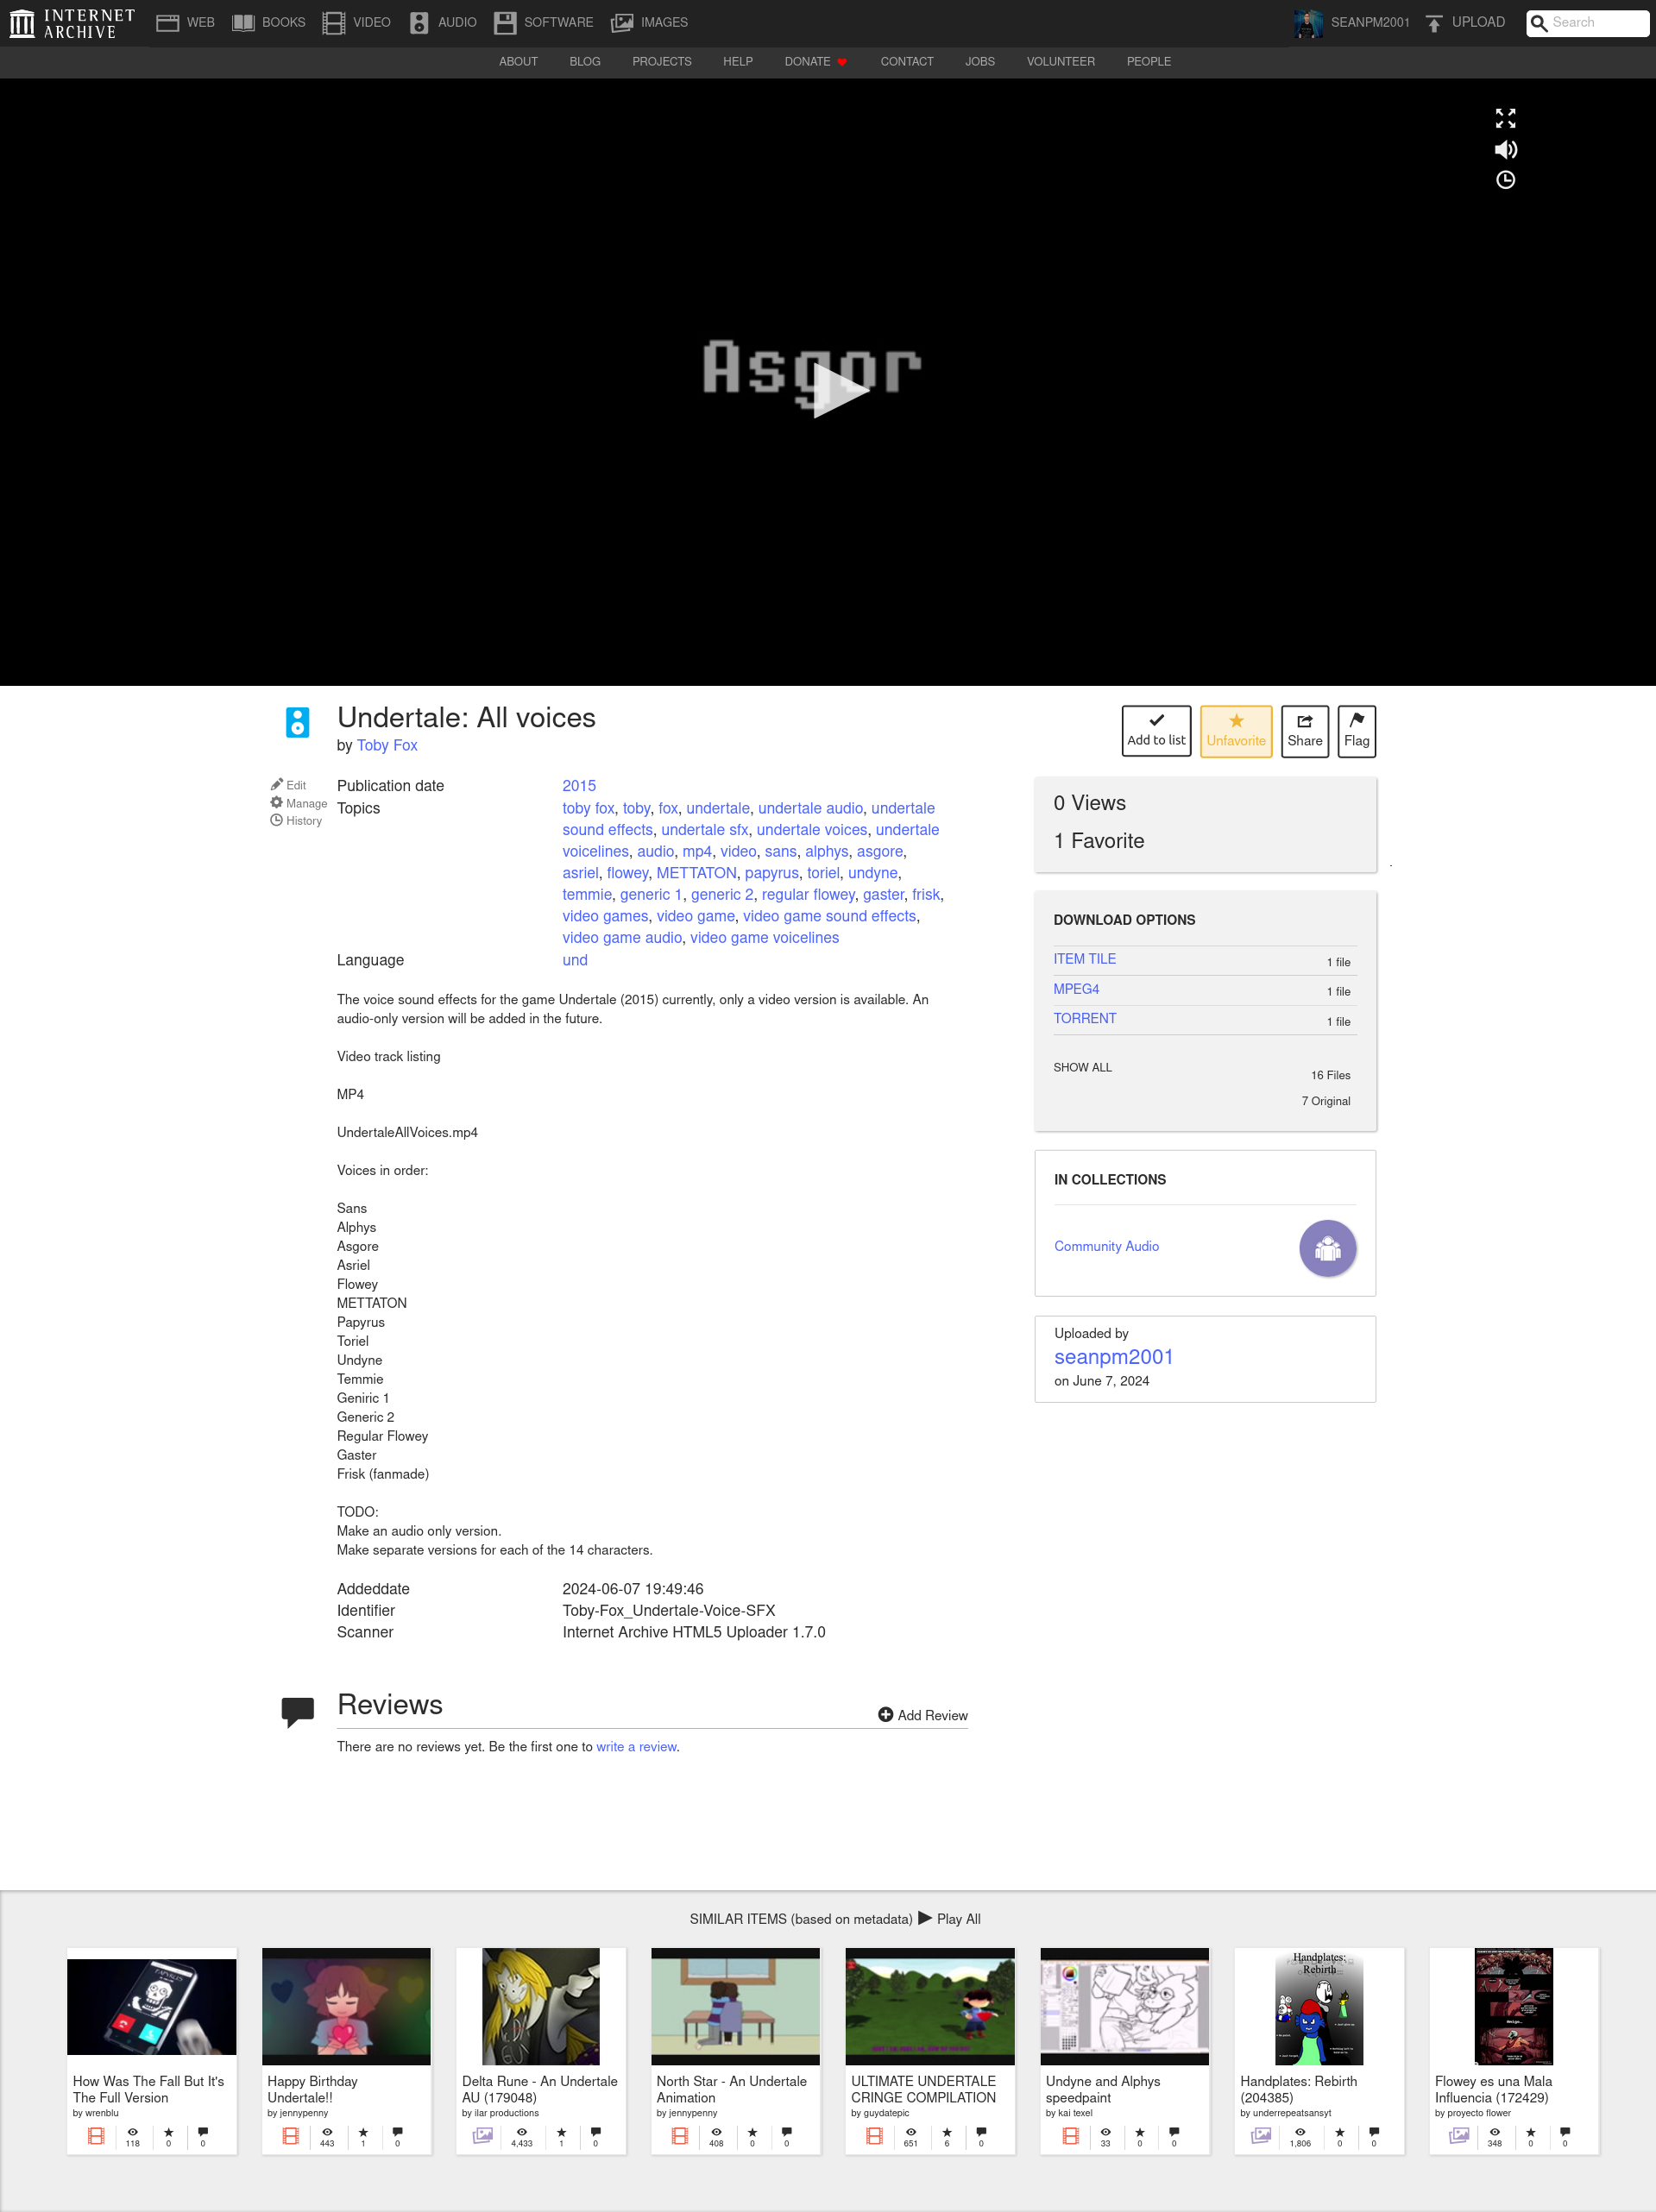 INTERNET ARCHIVE
WEB BOOKS VIDEO AUDIO SOFTWARE IMAGES SEANPM2001 UPLOAD Search
ABOUT BLOG PROJECTS HELP DONATE CONTACT JOBS VOLUNTEER PEOPLE
Asgor
Undertale: All voices
by Toby Fox
Add to list Unfavorite Share Flag
Edit
Manage
History
Publication date 2015
Topics toby fox, toby, fox, undertale, undertale audio, undertale
sound effects, undertale sfx, undertale voices, undertale
voicelines, audio, mp4, video, sans, alphys, asgore,
asriel, flowey, METTATON, papyrus, toriel, undyne,
temmie, generic 1, generic 2, regular flowey, gaster, frisk,
video games, video game, video game sound effects,
video game audio, video game voicelines
Language und
The voice sound effects for the game Undertale (2015) currently, only a video version is available. An
audio-only version will be added in the future.
Video track listing
MP4
UndertaleAllVoices.mp4
Voices in order:
Sans
Alphys
Asgore
Asriel
Flowey
METTATON
Papyrus
Toriel
Undyne
Temmie
Geniric 1
Generic 2
Regular Flowey
Gaster
Frisk (fanmade)
TODO:
Make an audio only version.
Make separate versions for each of the 14 characters.
Addeddate 2024-06-07 19:49:46
Identifier Toby-Fox_Undertale-Voice-SFX
Scanner Internet Archive HTML5 Uploader 1.7.0
0 Views
1 Favorite
DOWNLOAD OPTIONS
ITEM TILE 1 file
MPEG4 1 file
TORRENT 1 file
SHOW ALL 16 Files
7 Original
IN COLLECTIONS
Community Audio
Uploaded by
seanpm2001
on June 7, 2024
Reviews
Add Review
There are no reviews yet. Be the first one to write a review.
SIMILAR ITEMS (based on metadata) Play All
How Was The Fall But It's
The Full Version
by wrenblu
118 0 0
Happy Birthday
Undertale!!
by jennypenny
443 1 0
Delta Rune - An Undertale
AU (179048)
by ilar productions
4,433 1 0
North Star - An Undertale
Animation
by jennypenny
408 0 0
ULTIMATE UNDERTALE
CRINGE COMPILATION
by guydatepic
651 6 0
Undyne and Alphys
speedpaint
by kai texel
33 0 0
Handplates:
Rebirth
Handplates: Rebirth
(204385)
by underrepeatsansyt
1,806 0 0
Flowey es una Mala
Influencia (172429)
by proyecto flower
348 0 0